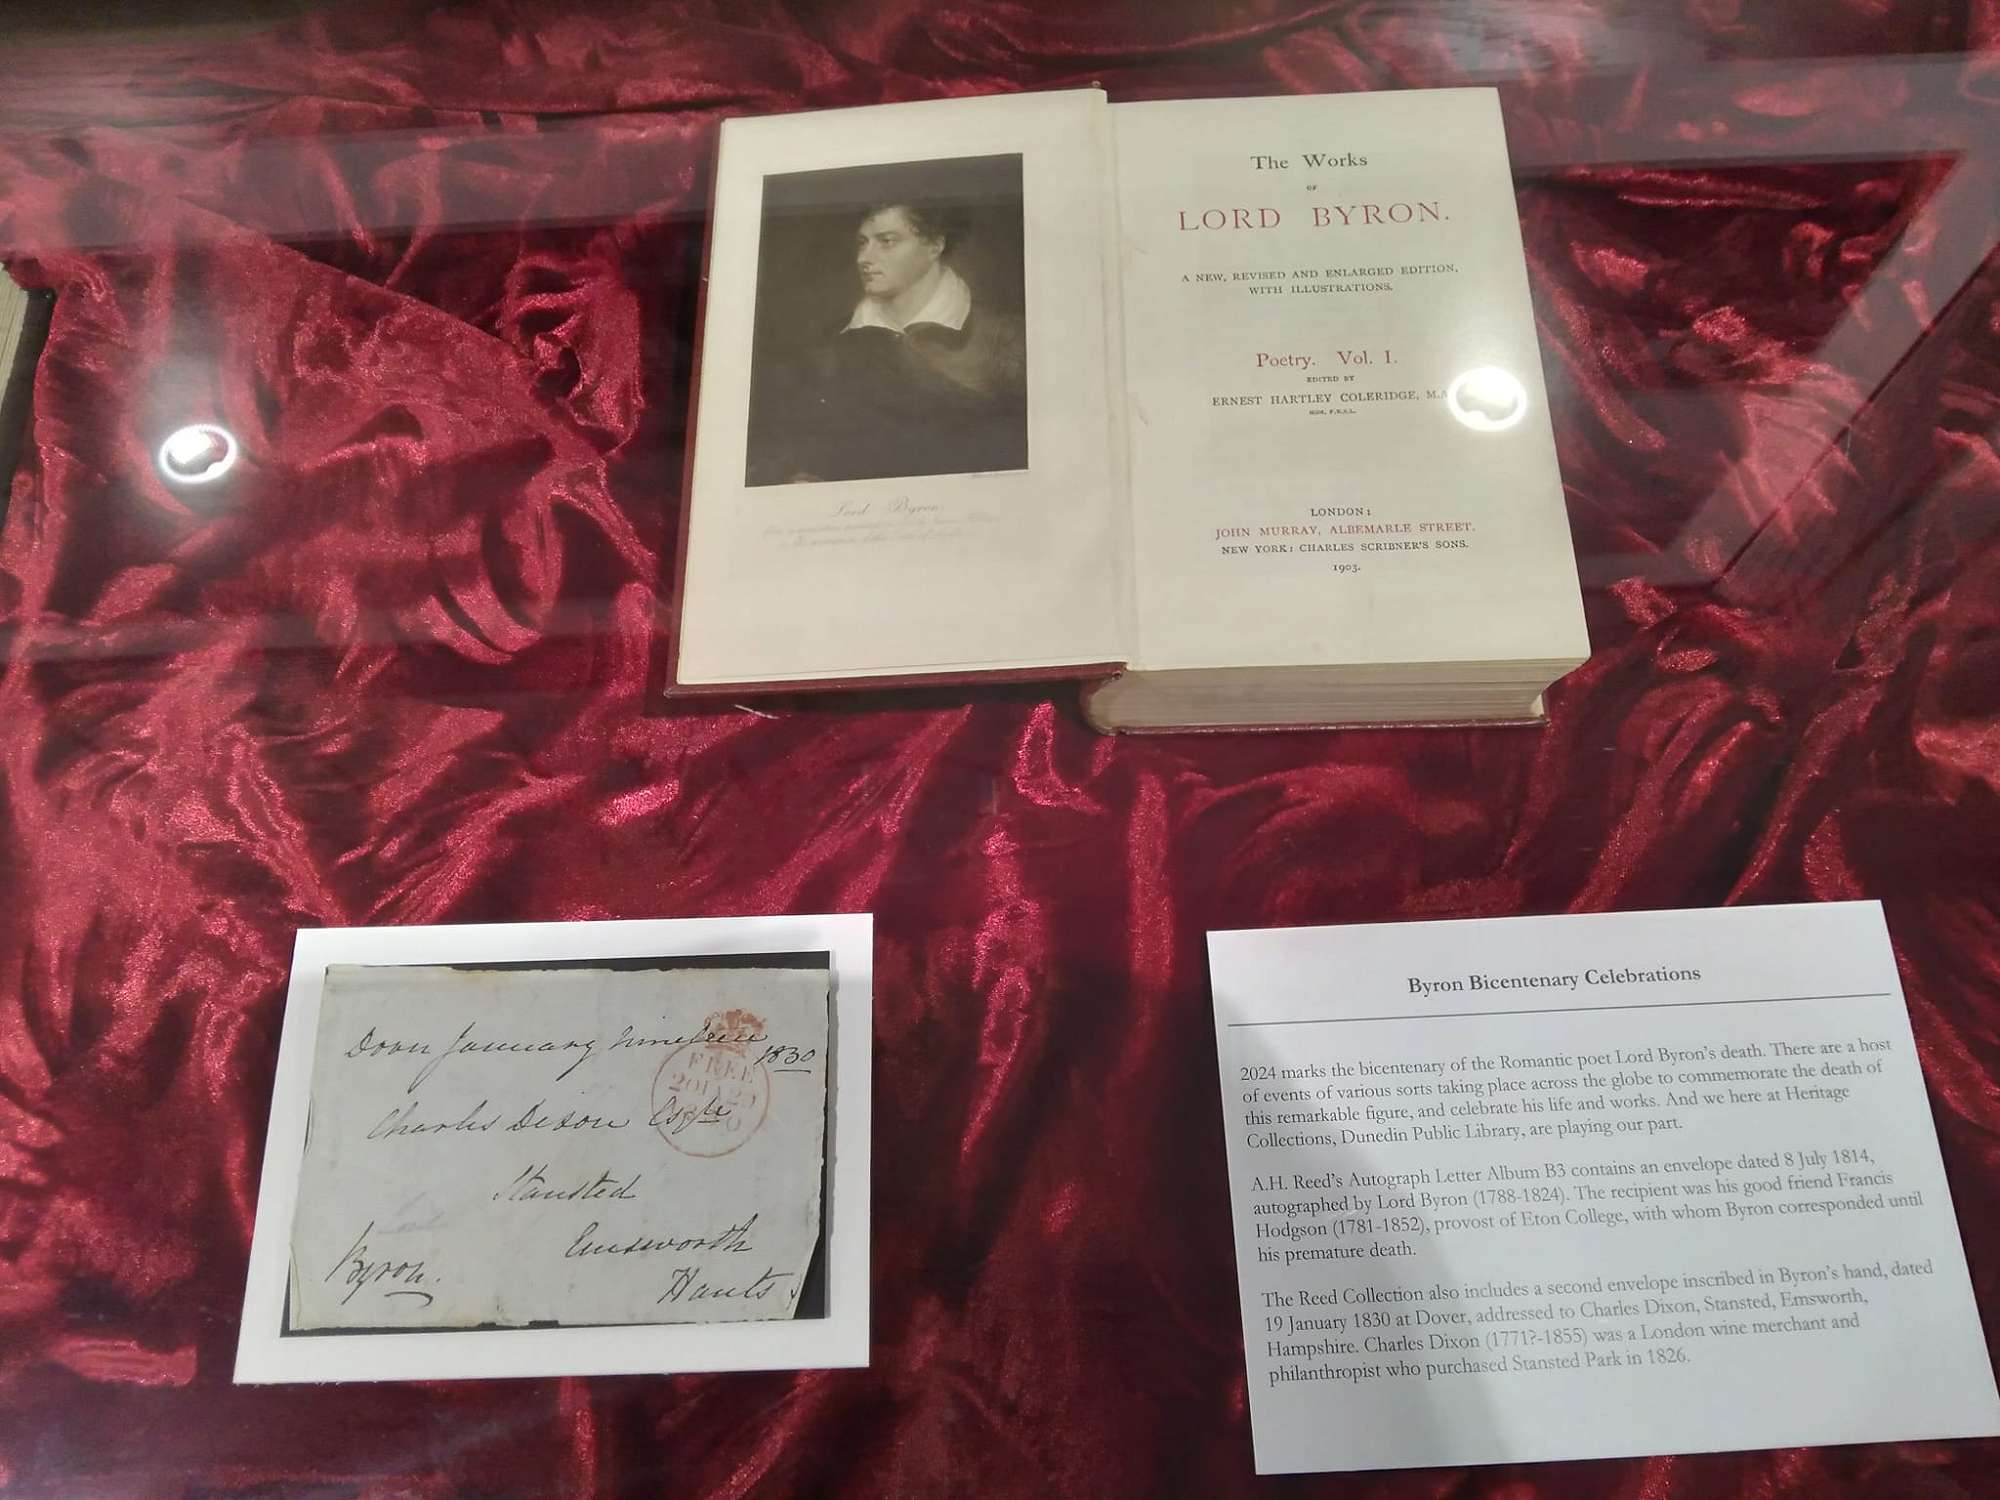 The Works
OF
LORD BYRON.
A NEW, REVISED AND ENLARGED EDITION,
WITH ILLUSTRATIONS.
Poetry. Vol. I.
EDITED BY
ERNEST HARTLEY COLERIDGE, M.A.
HON. F.R.S.L.
LONDON:
JOHN MURRAY, ALBEMARLE STREET.
NEW YORK: CHARLES SCRIBNER'S SONS.
1903.
Lord Byron
Dover January nineteen
1830
FREE
Charles Dixon Esqre
Stansted
Emsworth
Hants
Byron.
Byron Bicentenary Celebrations
2024 marks the bicentenary of the Romantic poet Lord Byron's death. There are a host
of events of various sorts taking place across the globe to commemorate the death of
this remarkable figure, and celebrate his life and works. And we here at Heritage
Collections, Dunedin Public Library, are playing our part.
A.H. Reed's Autograph Letter Album B3 contains an envelope dated 8 July 1814,
autographed by Lord Byron (1788-1824). The recipient was his good friend Francis
Hodgson (1781-1852), provost of Eton College, with whom Byron corresponded until
his premature death.
The Reed Collection also includes a second envelope inscribed in Byron's hand, dated
19 January 1830 at Dover, addressed to Charles Dixon, Stansted, Emsworth,
Hampshire. Charles Dixon (1771?-1855) was a London wine merchant and
philanthropist who purchased Stansted Park in 1826.